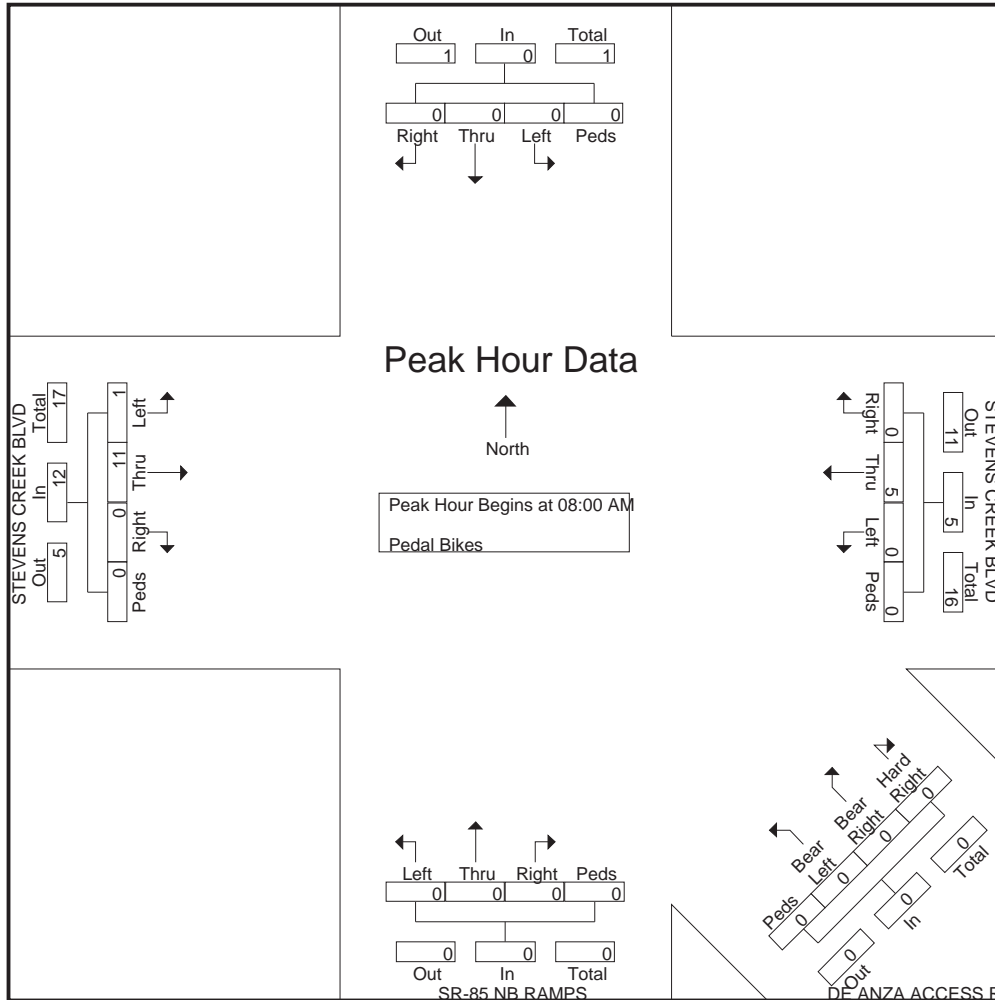 Out In Total
1 0 1
0 0 0 0
Right Thru Left Peds
Peak Hour Data
North
Peak Hour Begins at 08:00 AM
Pedal Bikes
STEVENS CREEK BLVD
Out In Total
5 12 17
0 0 11 1
Peds Right Thru Left
STEVENS CREEK BLVD
Out In Total
11 5 16
0 5 0 0
Right Thru Left Peds
Left Thru Right Peds
0 0 0 0
0 0 0
Out In Total
SR-85 NB RAMPS
Peds
Bear Left
Bear Right
Hard Right
0 0 0 0
0 0 0
Out In Total
DE ANZA ACCESS